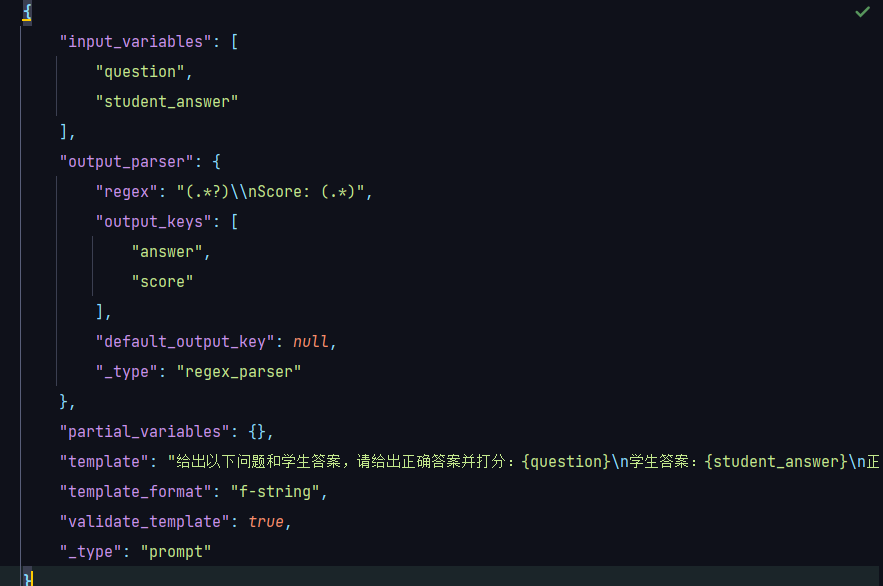 {
"input_variables": [
"question",
"student_answer"
],
"output_parser": {
"regex": "(.*?)\\nScore: (.*)",
"output_keys": [
"answer",
"score"
],
"default_output_key": null,
"_type": "regex_parser"
},
"partial_variables": {},
"template": "给出以下问题和学生答案，请给出正确答案并打分：{question}\n学生答案：{student_answer}\n正
"template_format": "f-string",
"validate_template": true,
"_type": "prompt"
}